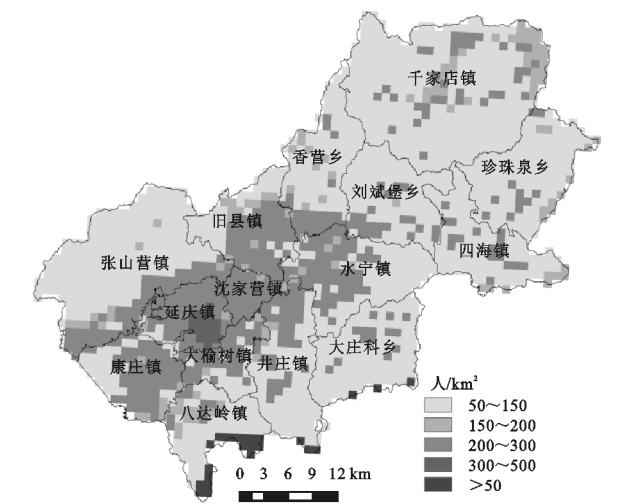 千家店镇
香营乡
珍珠泉乡
刘斌堡乡
旧县镇
四海镇
张山营镇
永宁镇
沈家营镇
延庆镇
大庄科乡
大榆树镇
井庄镇
康庄镇
八达岭镇
人/km²
50～150
150～200
200～300
300～500
＞50
0 3 6 9 12 km